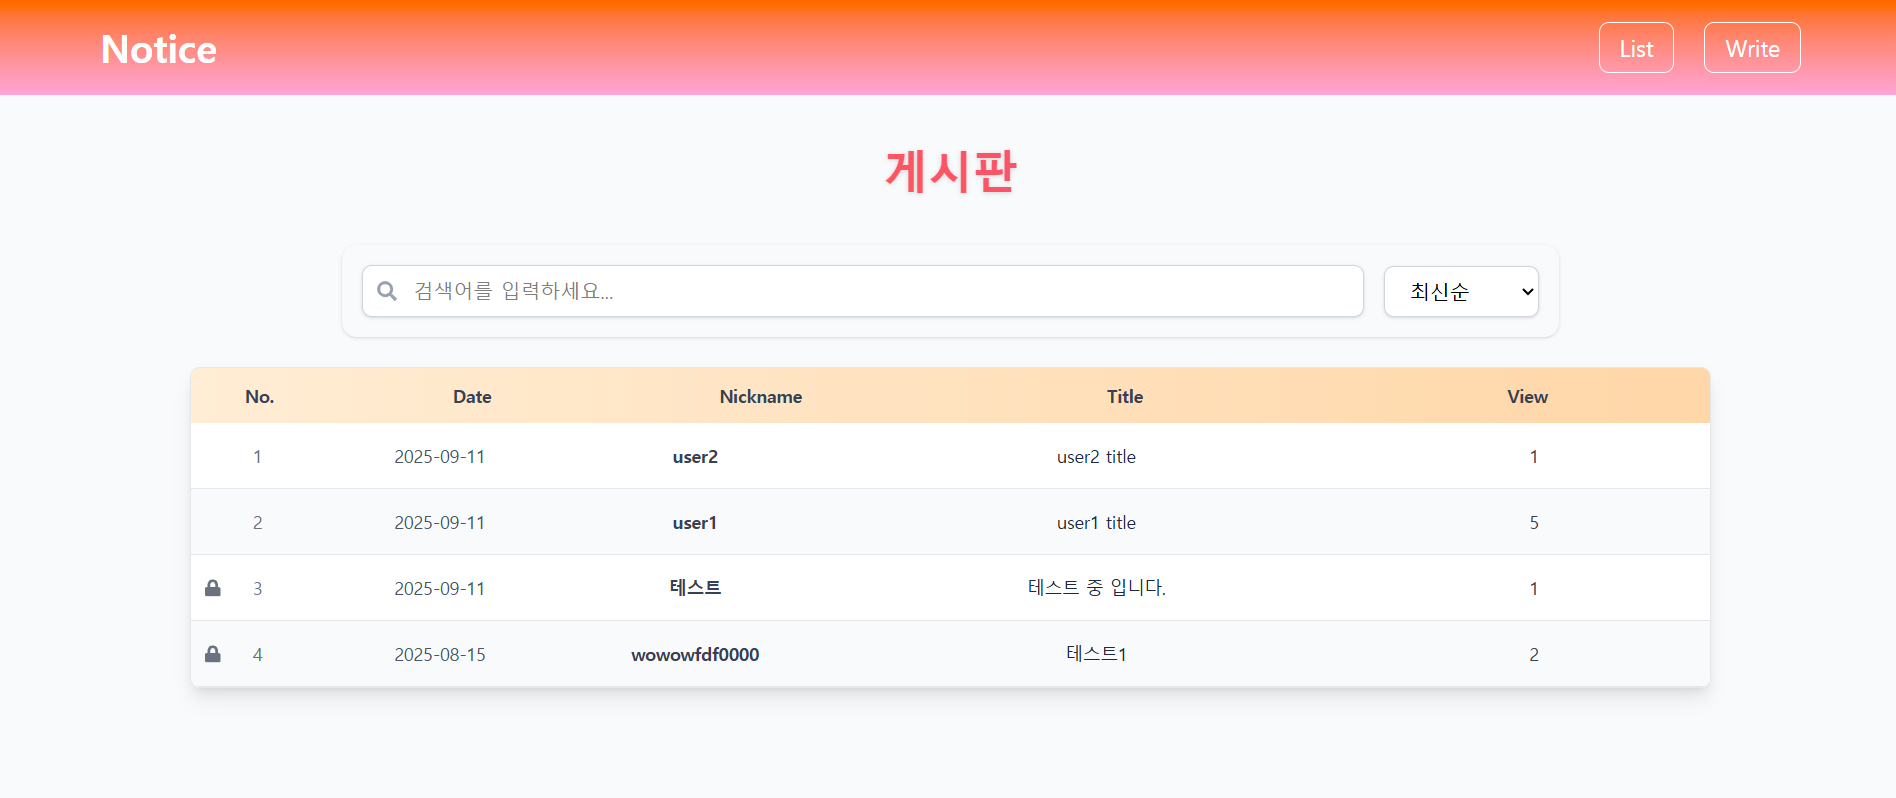 Notice List Write
게시판
검색어를 입력하세요... 최신순
No. Date Nickname Title View
1 2025-09-11 user2 user2 title 1
2 2025-09-11 user1 user1 title 5
3 2025-09-11 테스트 테스트 중 입니다. 1
4 2025-08-15 wowowfdf0000 테스트1 2